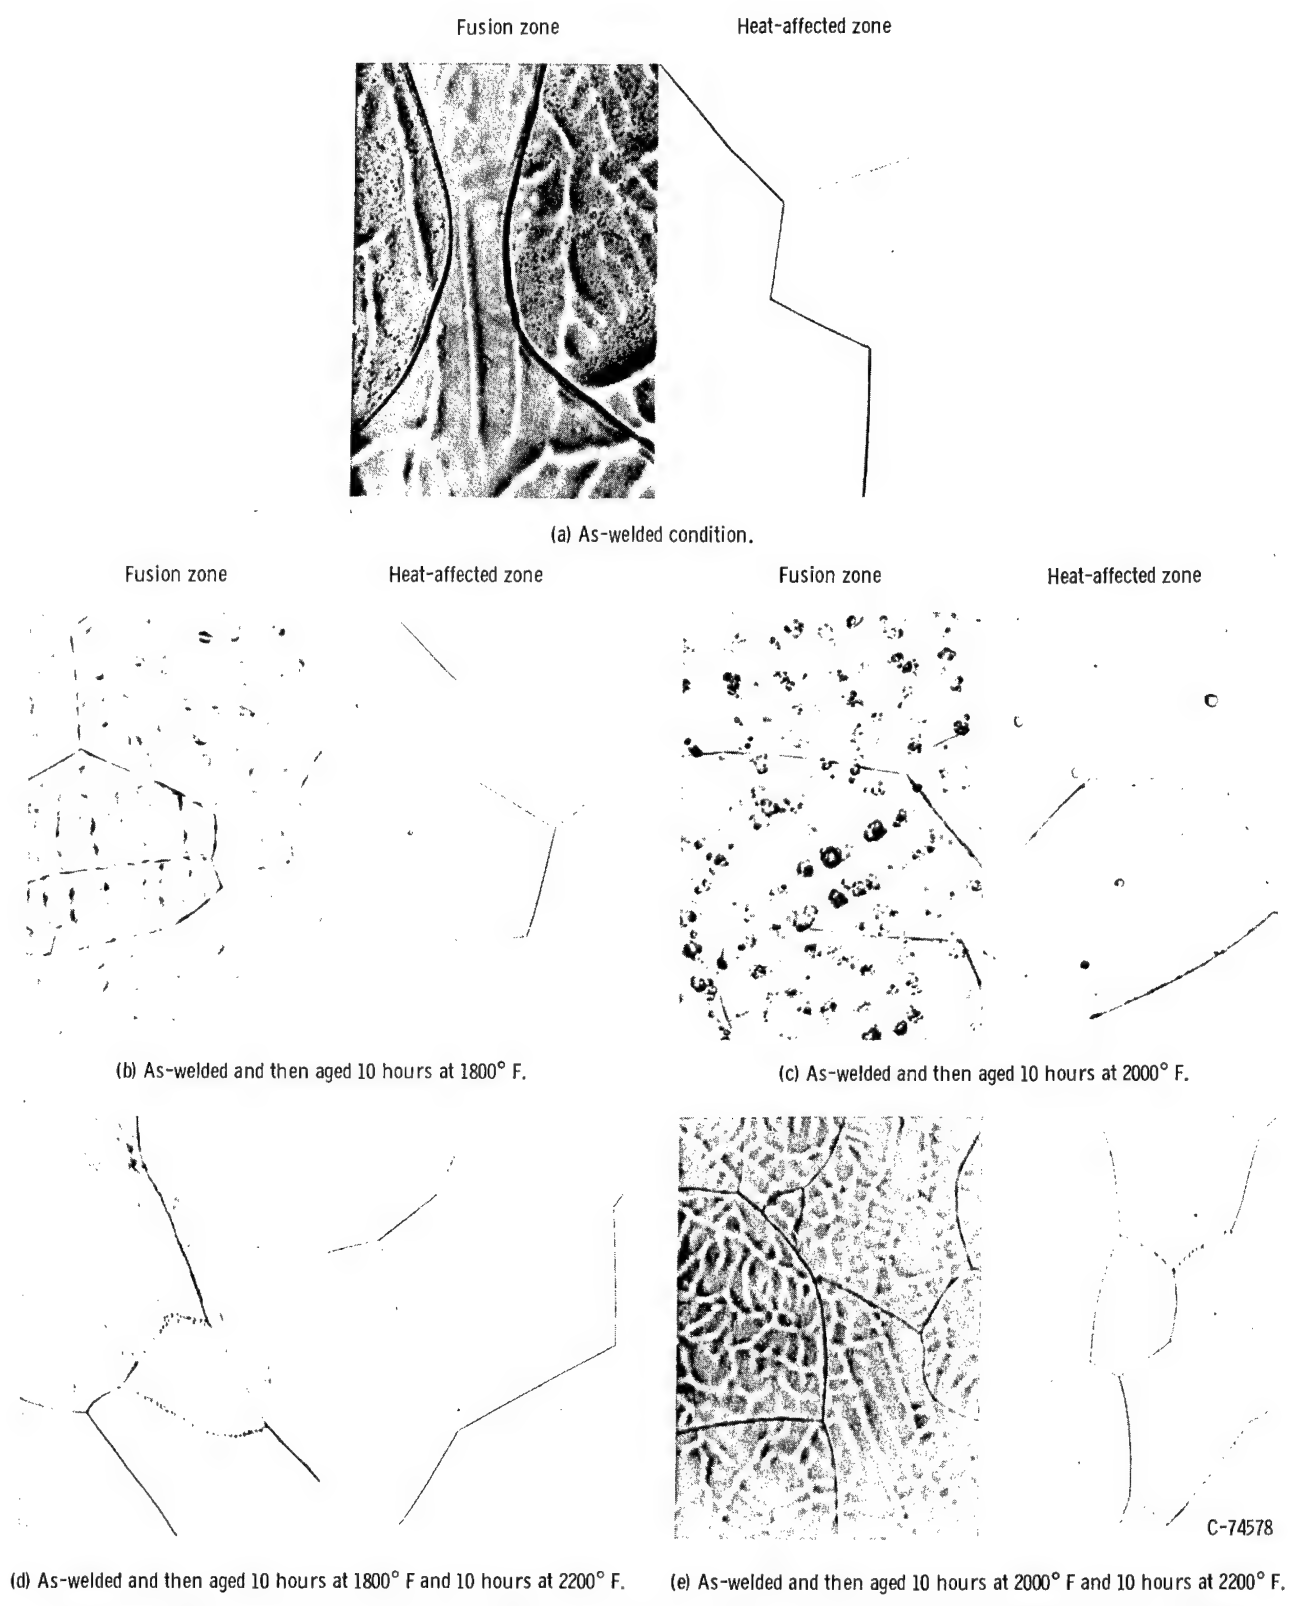 Fusion zone Heat-affected zone
(a) As-welded condition.
Fusion zone Heat-affected zone Fusion zone Heat-affected zone
(b) As-welded and then aged 10 hours at 1800° F. (c) As-welded and then aged 10 hours at 2000° F.
C-74578
(d) As-welded and then aged 10 hours at 1800° F and 10 hours at 2200° F. (e) As-welded and then aged 10 hours at 2000° F and 10 hours at 2200° F.